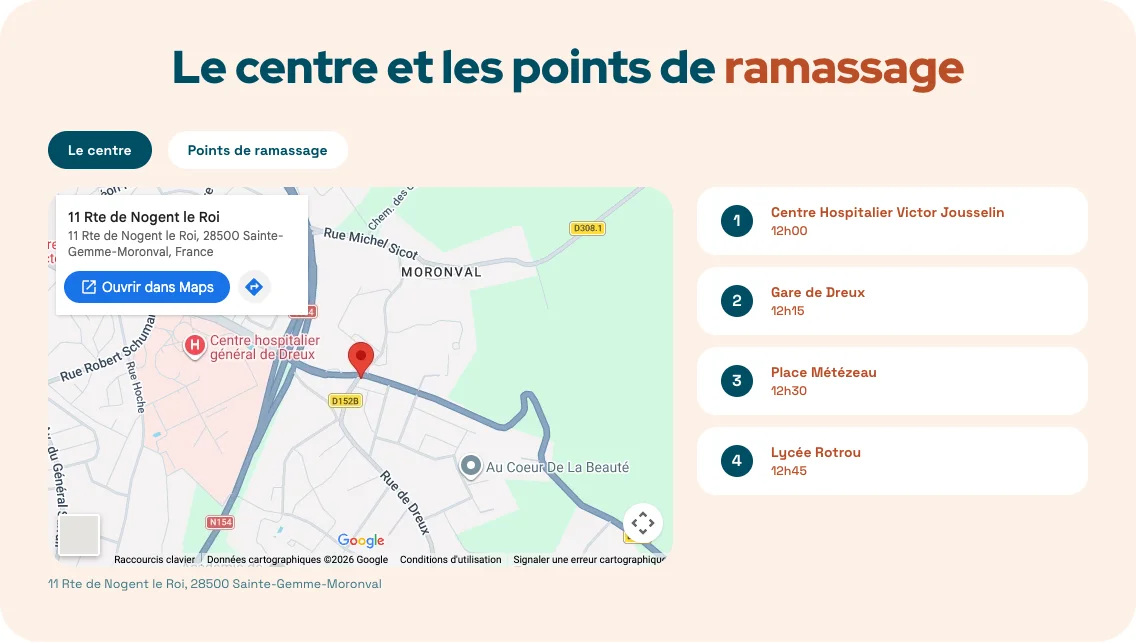 Le centre et les points de ramassage
Le centre
Points de ramassage
11 Rte de Nogent le Roi
11 Rte de Nogent le Roi, 28500 Sainte-
Gemme-Moronval, France
Ouvrir dans Maps
Chem. des
D308.1
Rue Michel Sicot
MORONVAL
H
Centre hospitalier
général de Dreux
Rue Robert Schuman
Rue Hoche
D152B
Au Coeur De La Beauté
Rue de Dreux
du Général
N154
Google
Raccourcis clavier
Données cartographiques ©2026 Google
Conditions d'utilisation
Signaler une erreur cartographique
11 Rte de Nogent le Roi, 28500 Sainte-Gemme-Moronval
1
Centre Hospitalier Victor Jousselin
12h00
2
Gare de Dreux
12h15
3
Place Métézeau
12h30
4
Lycée Rotrou
12h45